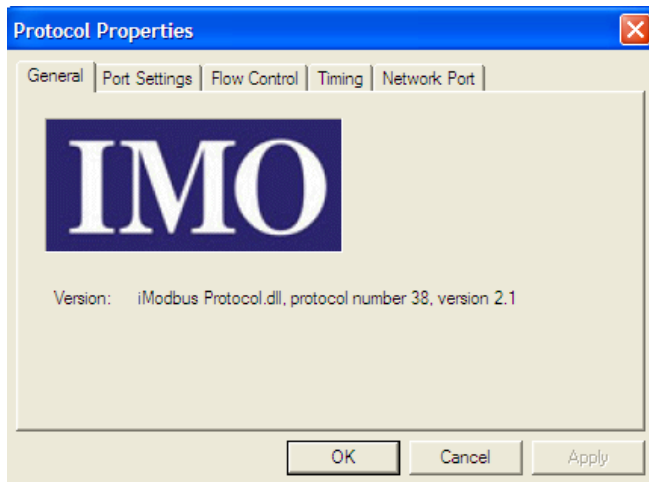 Protocol Properties
General Port Settings Flow Control Timing Network Port
IMO
Version: iModbus Protocol.dll, protocol number 38, version 2.1
OK Cancel Apply